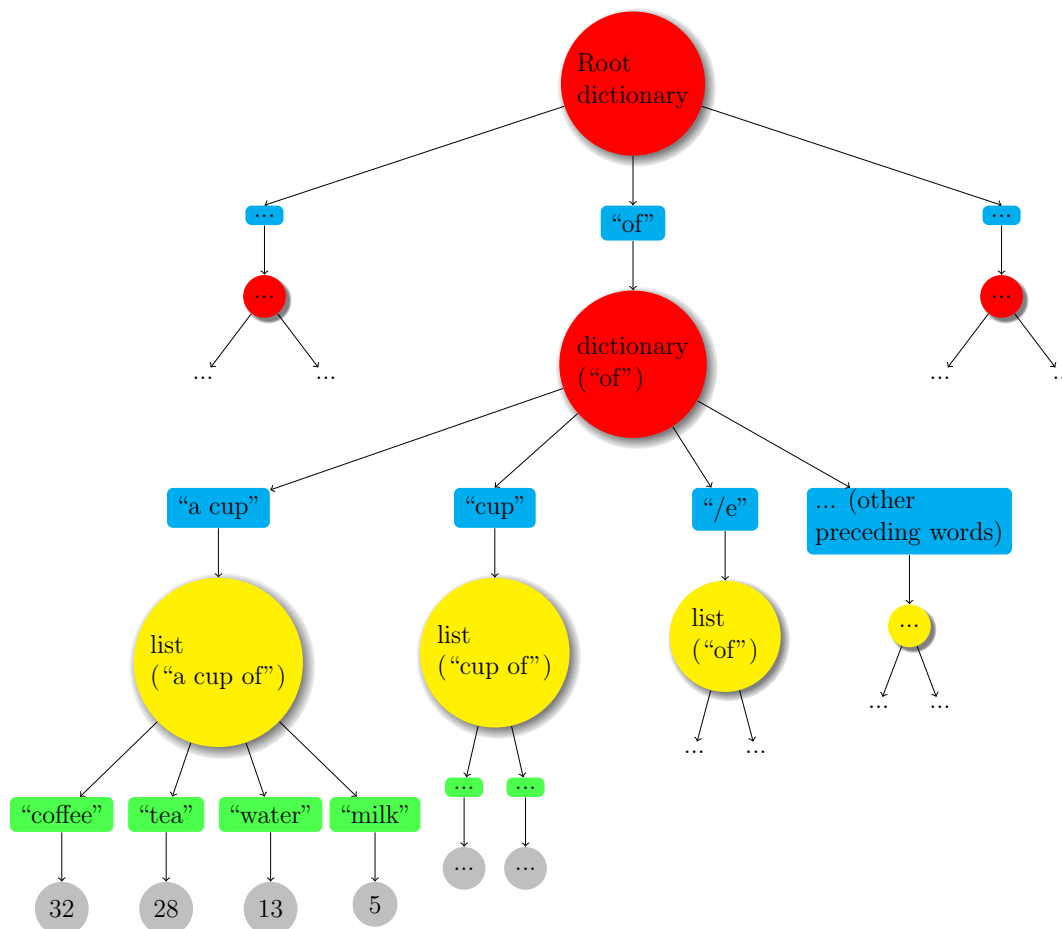 Root
dictionary
...
“of”
...
...
...
dictionary
(“of”)
...
...
...
...
“a cup”
“cup”
“/e”
... (other
preceding words)
list
(“a cup of”)
list
(“cup of”)
list
(“of”)
...
...
...
...
...
“coffee”
“tea”
“water”
“milk”
...
...
32
28
13
5
...
...